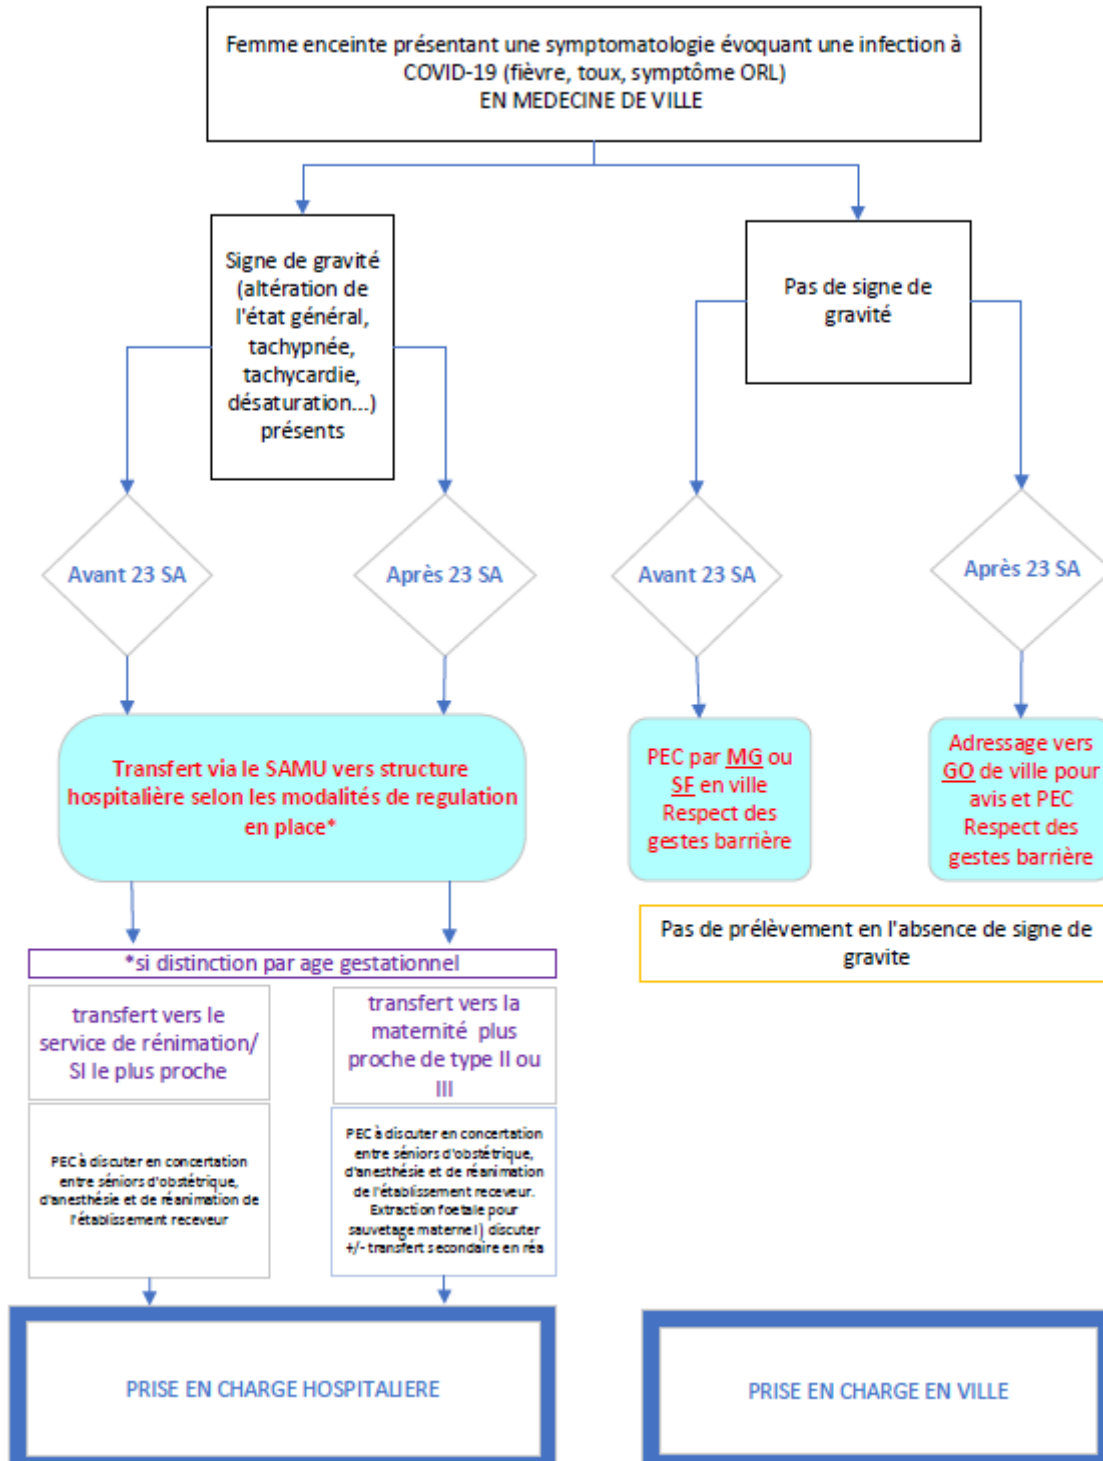 Femme enceinte présentant une symptomatologie évoquant une infection à
COVID-19 (fièvre, toux, symptôme ORL)
EN MEDECINE DE VILLE
Signe de gravité
(altération de
l'état général,
tachypnée,
tachycardie,
désaturation...)
présents
Pas de signe de
gravité
Avant 23 SA
Après 23 SA
Avant 23 SA
Après 23 SA
Transfert via le SAMU vers structure
hospitalière selon les modalités de regulation
en place*
PEC par MG ou
SF en ville
Respect des
gestes barrière
Adressage vers
GO de ville pour
avis et PEC
Respect des
gestes barrière
Pas de prélèvement en l'absence de signe de
gravite
*si distinction par age gestationnel
transfert vers le
service de rénimation/
SI le plus proche
transfert vers la
maternité plus
proche de type II ou
III
PEC à discuter en concertation
entre séniors d'obstétrique,
d'anesthésie et de réanimation de
l'établissement receveur
PEC à discuter en concertation
entre séniors d'obstétrique,
d'anesthésie et de réanimation
de l'établissement receveur.
Extraction foetale pour
sauvetage maternel) discuter
+/- transfert secondaire en réa
PRISE EN CHARGE HOSPITALIERE
PRISE EN CHARGE EN VILLE